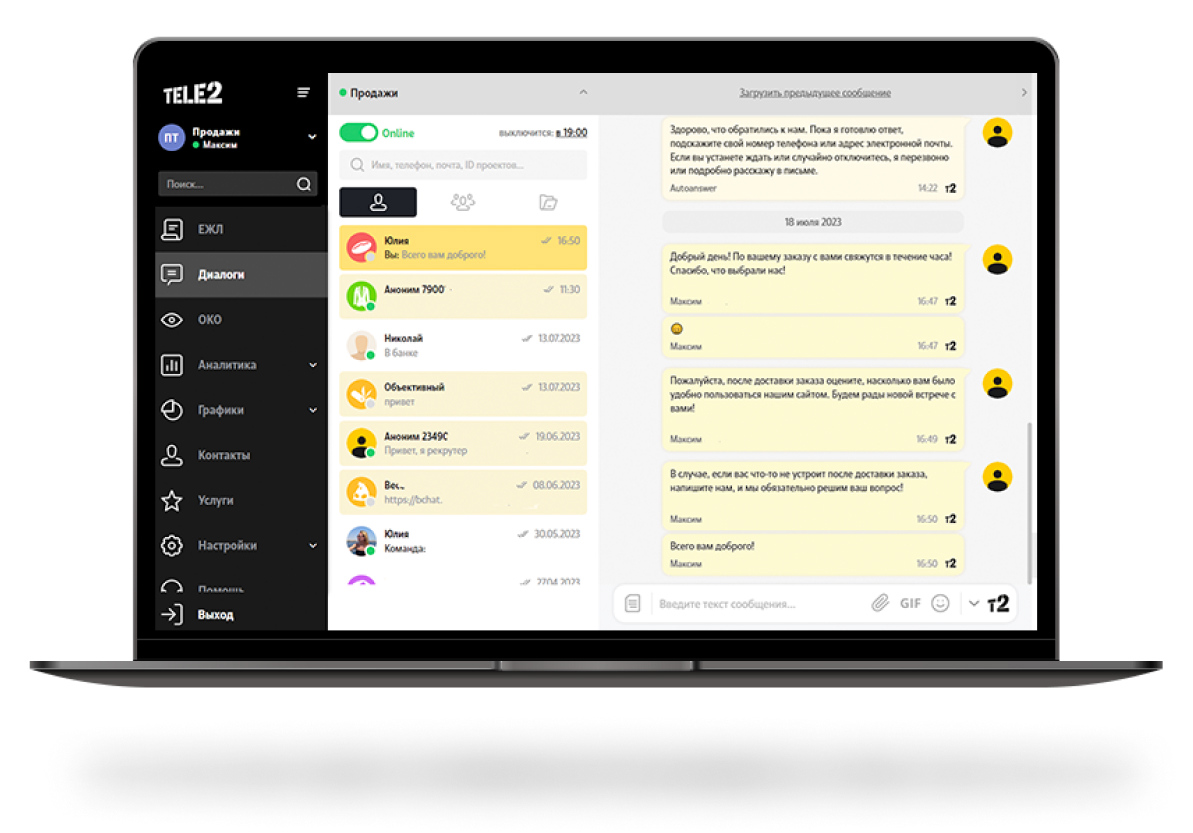 TELE2
ПТ
Продажи
Максим
Поиск...
ЕЖЛ
Диалоги
ОКО
Аналитика
Графики
Контакты
Услуги
Настройки
Помощь
Выход
Продажи
Online
выключится: в 19:00
Имя, телефон, почта, ID проектов...
Юлия
16:50
Вы: Всего вам доброго!
Аноним 7900
11:30
Николай
13.07.2023
В банке
Объективный
13.07.2023
привет
Аноним 2349С
19.06.2023
Привет, я рекрутер
Вес..
08.06.2023
https://bchat.
Юлия
30.05.2023
Команда:
27.04.2023
Загрузить предыдущее сообщение
Здорово, что обратились к нам. Пока я готовлю ответ,
подскажите свой номер телефона или адрес электронной почты.
Если вы устанете ждать или случайно отключитесь, я перезвоню
или подробно расскажу в письме.
Autoanswer
14:22 т2
18 июля 2023
Добрый день! По вашему заказу с вами свяжутся в течение часа!
Спасибо, что выбрали нас!
Максим
16:47 т2
Максим
16:47 т2
Пожалуйста, после доставки заказа оцените, насколько вам было
удобно пользоваться нашим сайтом. Будем рады новой встрече с
вами!
Максим
16:49 т2
В случае, если вас что-то не устроит после доставки заказа,
напишите нам, и мы обязательно решим ваш вопрос!
Максим
16:50 т2
Всего вам доброго!
Максим
16:50 т2
Введите текст сообщения...
GIF
т2